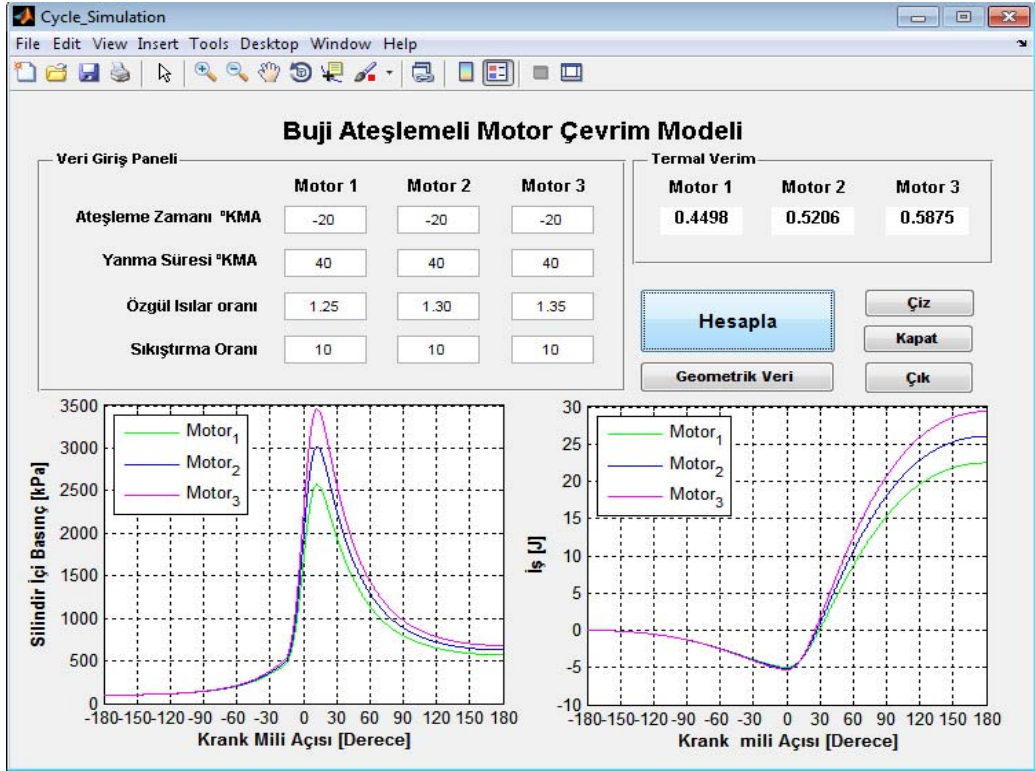 Cycle_Simulation
File Edit View Insert Tools Desktop Window Help
Buji Ateşlemeli Motor Çevrim Modeli
Veri Giriş Paneli
Motor 1 Motor 2 Motor 3
Ateşleme Zamanı ºKMA -20 -20 -20
Yanma Süresi ºKMA 40 40 40
Özgül Isılar oranı 1.25 1.30 1.35
Sıkıştırma Oranı 10 10 10
Termal Verim
Motor 1 Motor 2 Motor 3
0.4498 0.5206 0.5875
Hesapla
Geometrik Veri
Çiz
Kapat
Çık
Silindir İçi Basınç [kPa]
3500
3000
2500
2000
1500
1000
500
0
Motor1
Motor2
Motor3
-180 -150 -120 -90 -60 -30 0 30 60 90 120 150 180
Krank Mili Açısı [Derece]
İş [J]
30
25
20
15
10
5
0
-5
-10
Motor1
Motor2
Motor3
-180 -150 -120 -90 -60 -30 0 30 60 90 120 150 180
Krank mili Açısı [Derece]